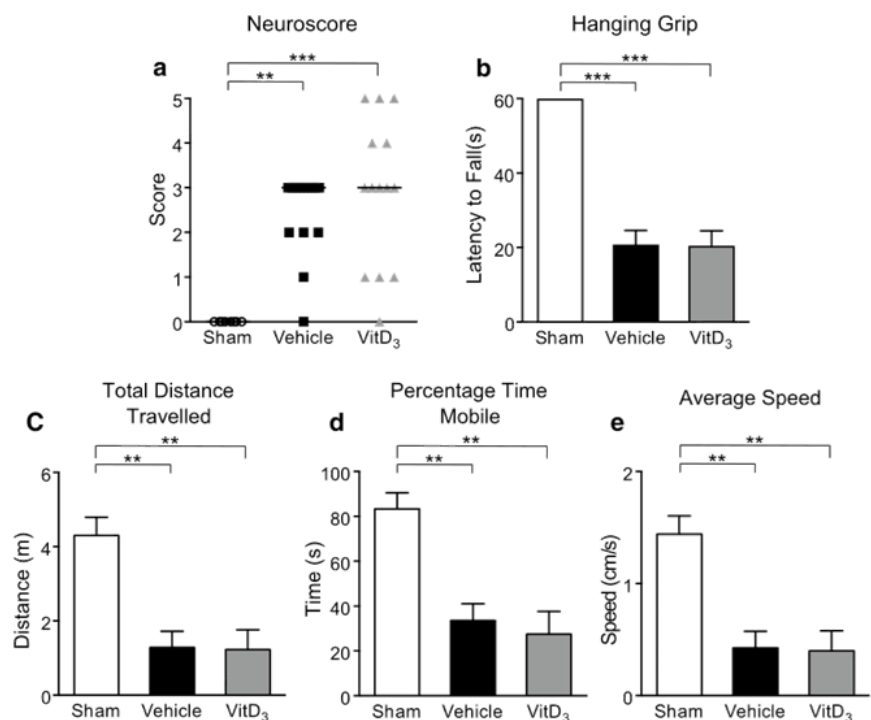 Neuroscore
a
***
**
Score
5
4
3
2
1
0
Sham Vehicle VitD₃
Hanging Grip
b
***
***
Latency to Fall(s)
60
40
20
0
Sham Vehicle VitD₃
Total Distance
Travelled
C
**
**
Distance (m)
6
4
2
0
Sham Vehicle VitD₃
Percentage Time
Mobile
d
**
**
Time (s)
100
80
60
40
20
0
Sham Vehicle VitD₃
Average Speed
e
**
**
Speed (cm/s)
2
1
0
Sham Vehicle VitD₃